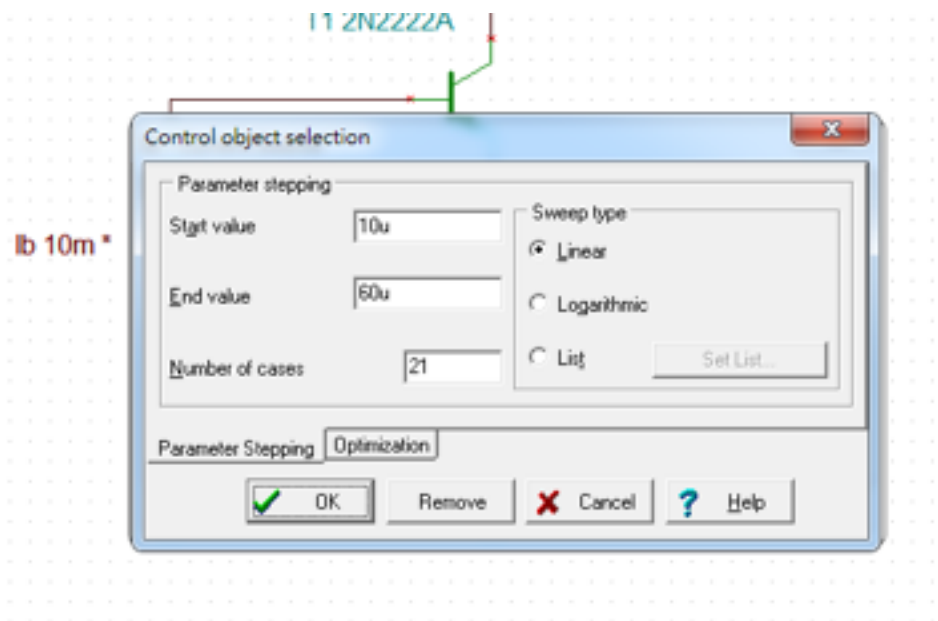 T1 2N2222A
Control object selection
Parameter stepping
Start value
10u
End value
60u
Number of cases
21
Sweep type
Linear
Logarithmic
List
Set List...
Ib 10m *
Parameter Stepping
Optimization
OK
Remove
Cancel
? Help